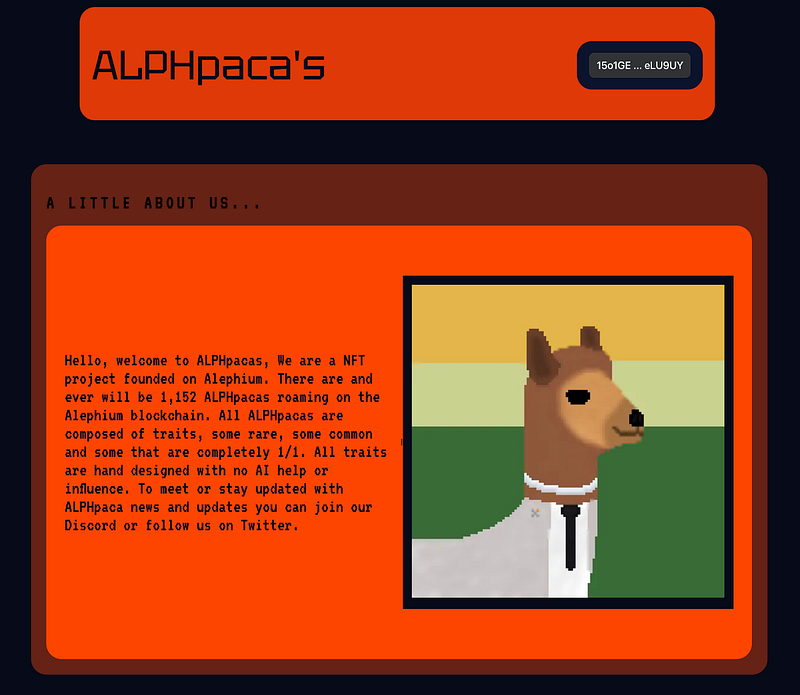 ALPHpaca's
15o1GE ... eLU9UY
A LITTLE ABOUT US...
Hello, welcome to ALPHpacas, We are a NFT
project founded on Alephium. There are and
ever will be 1,152 ALPHpacas roaming on the
Alephium blockchain. All ALPHpacas are
composed of traits, some rare, some common
and some that are completely 1/1. All traits
are hand designed with no AI help or
influence. To meet or stay updated with
ALPHpaca news and updates you can join our
Discord or follow us on Twitter.